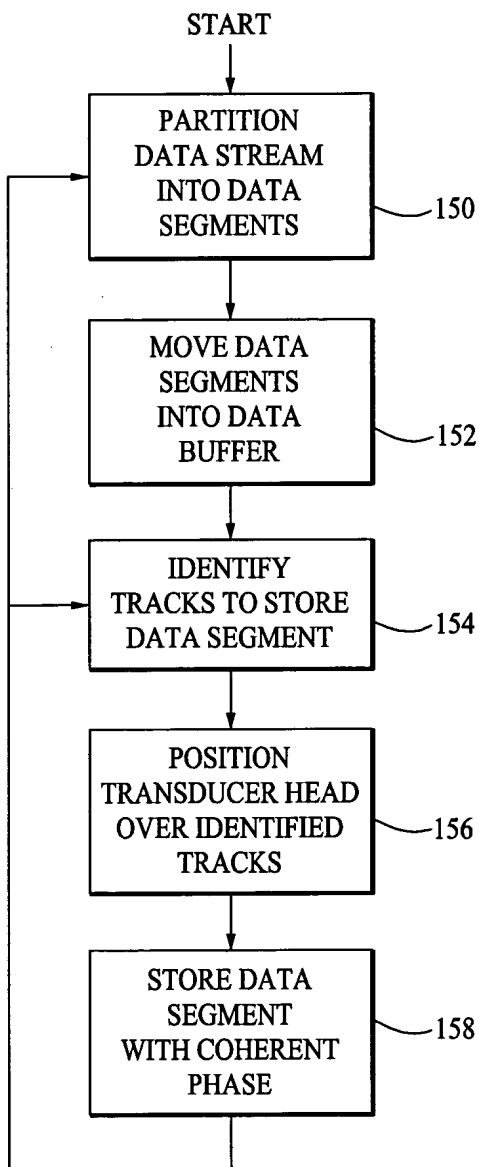 START
PARTITION
DATA STREAM
INTO DATA
SEGMENTS
150
MOVE DATA
SEGMENTS
INTO DATA
BUFFER
152
IDENTIFY
TRACKS TO STORE
DATA SEGMENT
154
POSITION
TRANSDUCER HEAD
OVER IDENTIFIED
TRACKS
156
STORE DATA
SEGMENT
WITH COHERENT
PHASE
158